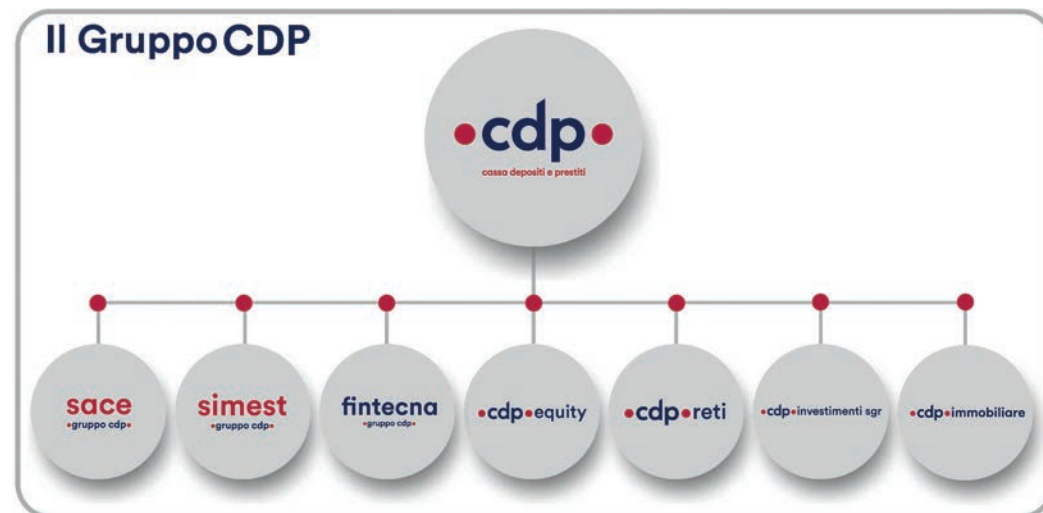 Il Gruppo CDP
•cdp•
cassa depositi e prestiti
sace
•gruppo cdp•
simest
•gruppo cdp•
fintecna
•gruppo cdp•
•cdp•equity
•cdp•reti
•cdp•investimenti sgr
•cdp•immobiliare